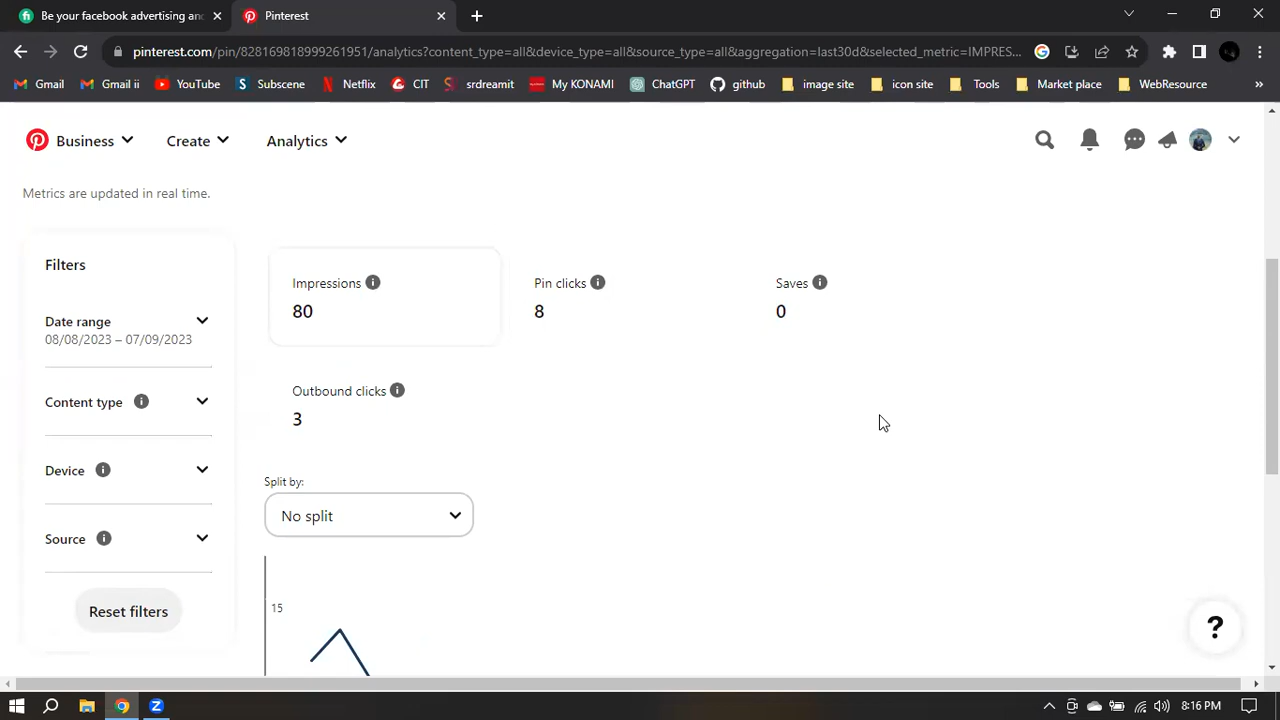 Be your facebook advertising and
Pinterest
pinterest.com/pin/828169818999261951/analytics?content_type=all&device_type=all&source_type=all&aggregation=last30d&selected_metric=IMPRESS...
Gmail
Gmail ii
YouTube
Subscene
Netflix
CIT
srdreamit
My KONAMI
ChatGPT
github
image site
icon site
Tools
Market place
WebResource
»
Business
Create
Analytics
Metrics are updated in real time.
Filters
Date range
08/08/2023 – 07/09/2023
Content type
Device
Source
Reset filters
Impressions
80
Pin clicks
8
Saves
0
Outbound clicks
3
Split by:
No split
15
?
8:16 PM